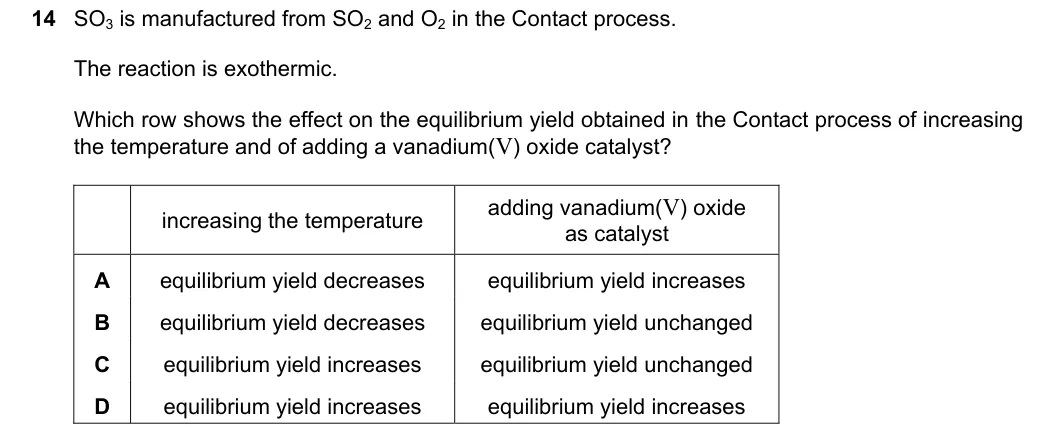 14 SO₃ is manufactured from SO₂ and O₂ in the Contact process.
The reaction is exothermic.
Which row shows the effect on the equilibrium yield obtained in the Contact process of increasing
the temperature and of adding a vanadium(V) oxide catalyst?
increasing the temperature
adding vanadium(V) oxide
as catalyst
A equilibrium yield decreases equilibrium yield increases
B equilibrium yield decreases equilibrium yield unchanged
C equilibrium yield increases equilibrium yield unchanged
D equilibrium yield increases equilibrium yield increases